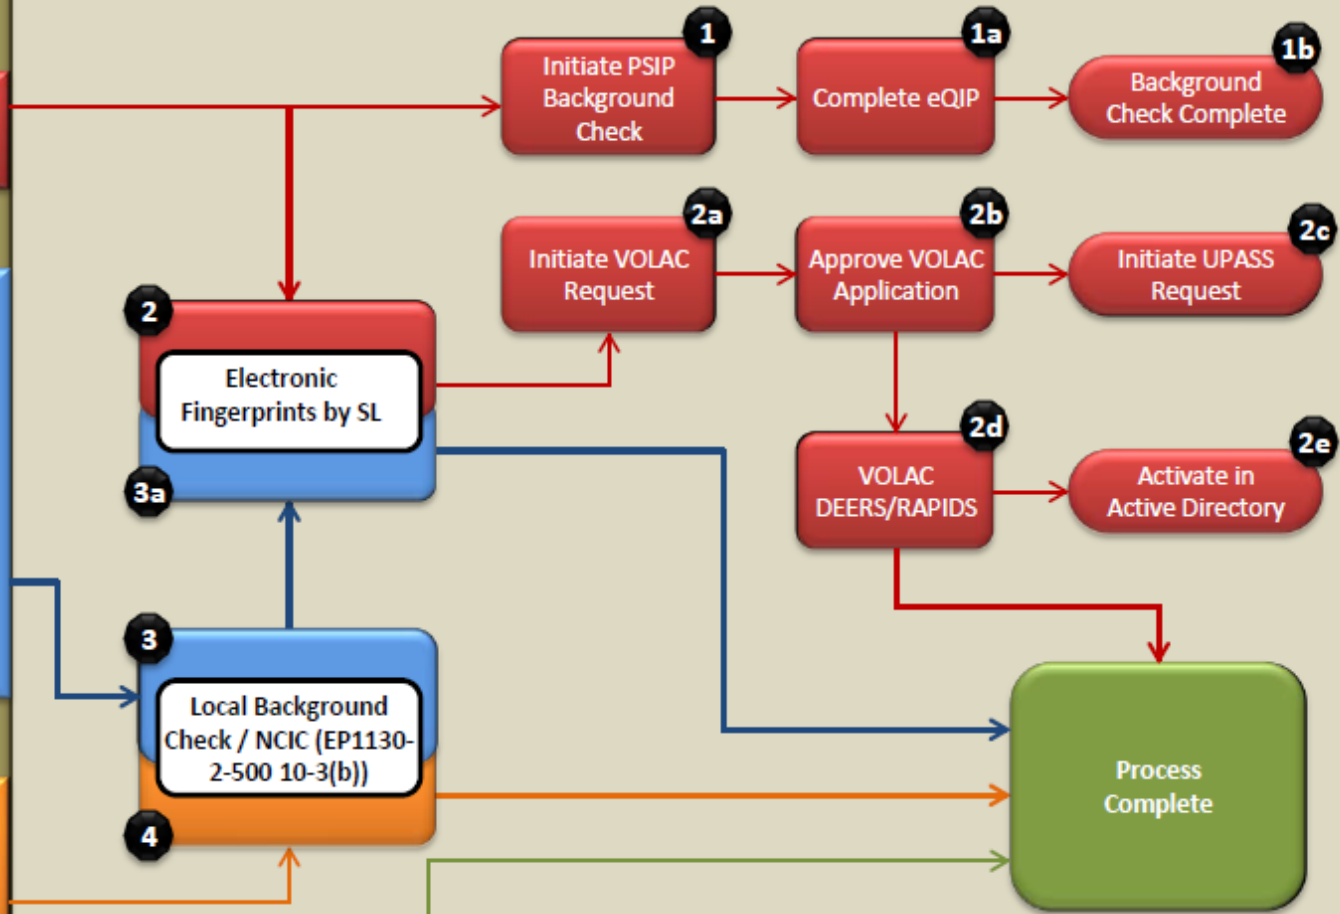 1
Initiate PSIP
Background
Check
1a
Complete eQIP
1b
Background
Check Complete
2a
Initiate VOLAC
Request
2b
Approve VOLAC
Application
2c
Initiate UPASS
Request
2
Electronic
Fingerprints by SL
3a
2d
VOLAC
DEERS/RAPIDS
2e
Activate in
Active Directory
3
Local Background
Check / NCIC (EP1130-
2-500 10-3(b))
4
Process
Complete